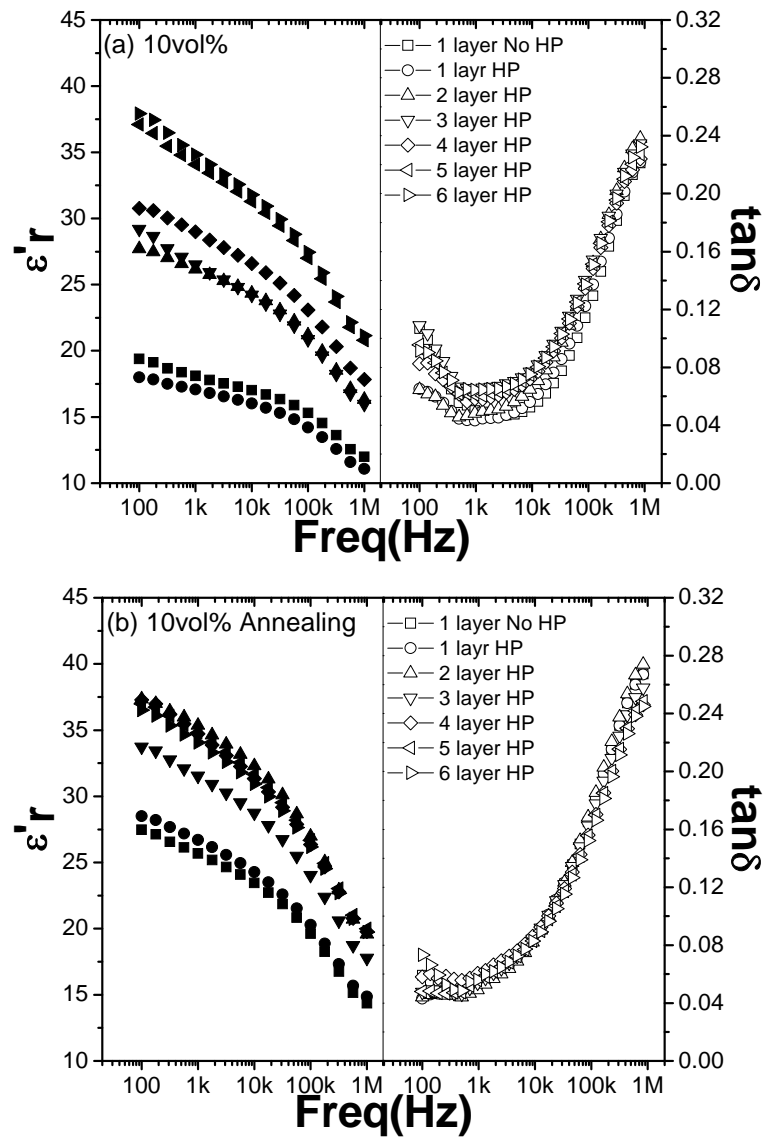 (a) 10vol%
45
40
35
30
25
20
15
10
ε'r
100 1k 10k 100k 1M
1 layer No HP
1 layr HP
2 layer HP
3 layer HP
4 layer HP
5 layer HP
6 layer HP
0.32
0.28
0.24
0.20
0.16
0.12
0.08
0.04
0.00
tanδ
100 1k 10k 100k 1M
Freq(Hz)
(b) 10vol% Annealing
45
40
35
30
25
20
15
10
ε'r
100 1k 10k 100k 1M
1 layer No HP
1 layr HP
2 layer HP
3 layer HP
4 layer HP
5 layer HP
6 layer HP
0.32
0.28
0.24
0.20
0.16
0.12
0.08
0.04
0.00
tanδ
100 1k 10k 100k 1M
Freq(Hz)